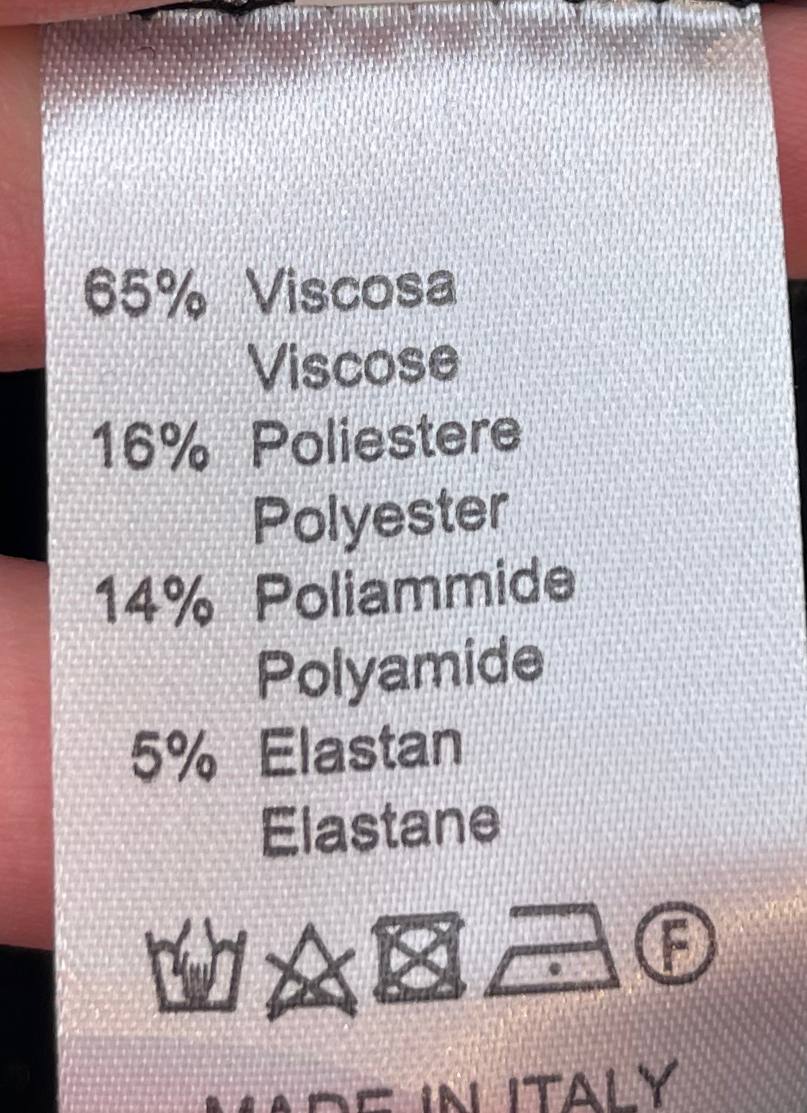 65% Viscosa
Viscose
16% Poliestere
Polyester
14% Poliammide
Polyamide
5% Elastan
Elastane
F
MADE IN ITALY